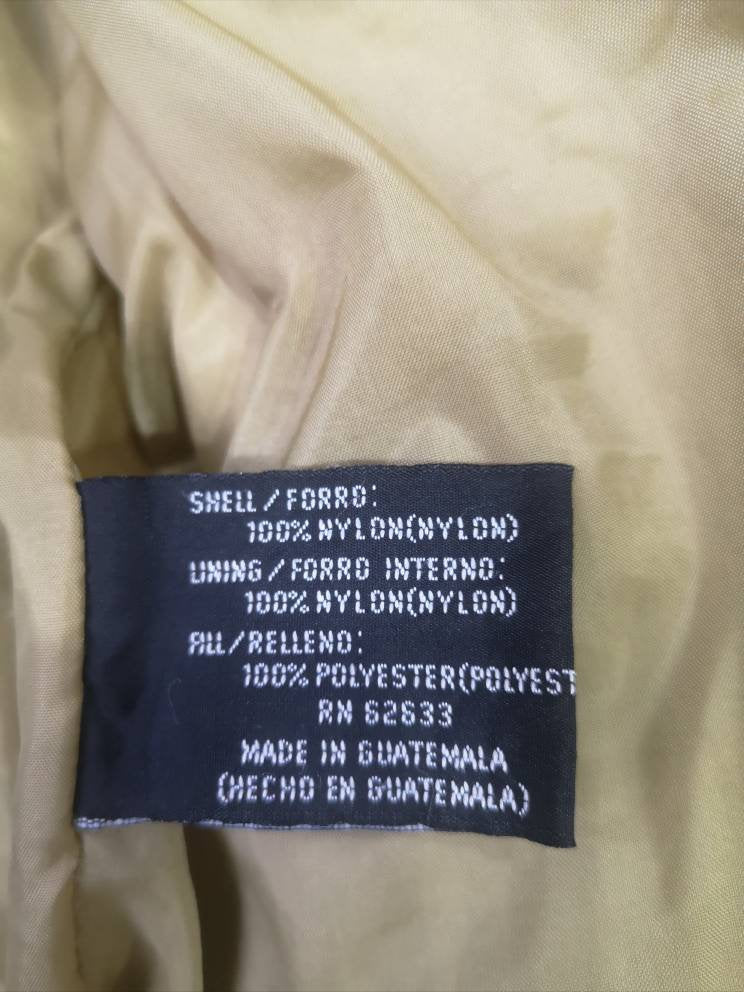 SHELL/FORRO:
100% NYLON(NYLON)
LINING/FORRO INTERNO:
100% NYLON(NYLON)
FILL/RELLENO:
100% POLYESTER(POLYEST
RN 62633
MADE IN GUATEMALA
(HECHO EN GUATEMALA)